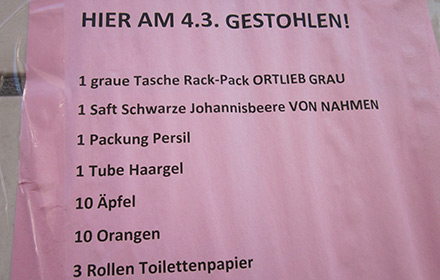 HIER AM 4.3. GESTOHLEN!
1 graue Tasche Rack-Pack ORTLIEB GRAU
1 Saft Schwarze Johannisbeere VON NAHMEN
1 Packung Persil
1 Tube Haargel
10 Äpfel
10 Orangen
3 Rollen Toilettenpapier